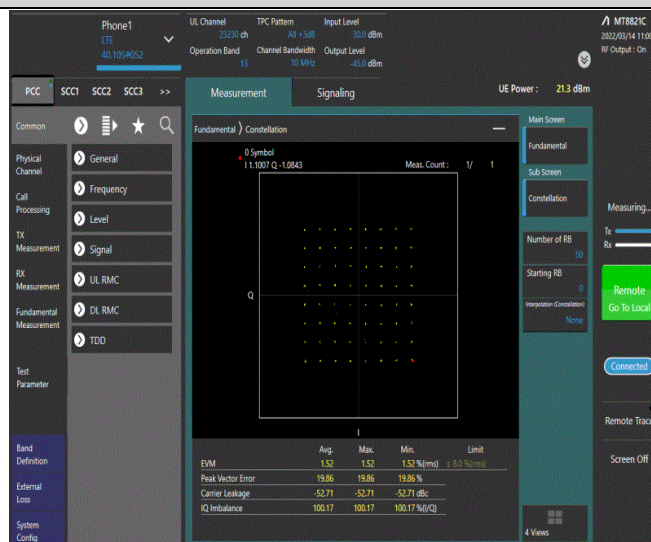 Phone1
LTE
40.105#052
UL Channel
23230 ch
TPC Pattern
All +3dB
Input Level
30.0 dBm
Operation Band
13
Channel Bandwidth
10 MHz
Output Level
-45.0 dBm
MT8821C
2022/03/14 11:00
RF Output : On
PCC SCC1 SCC2 SCC3 >>
Measurement Signaling UE Power : 21.3 dBm
Common
Physical
Channel
Call
Processing
TX
Measurement
RX
Measurement
Fundamental
Measurement
Test
Parameter
Band
Definition
External
Loss
System
Config
General
Frequency
Level
Signal
UL RMC
DL RMC
TDD
Fundamental Constellation
0 Symbol
I 1.1007 Q -1.0843 Meas. Count : 1/ 1
Q
I
Avg. Max. Min. Limit
EVM 1.52 1.52 1.52 %(rms) ≤ 8.0 %(rms)
Peak Vector Error 19.86 19.86 19.86 %
Carrier Leakage -52.71 -52.71 -52.71 dBc
IQ Imbalance 100.17 100.17 100.17 %(I/Q)
Main Screen
Fundamental
Sub Screen
Constellation
Number of RB
50
Starting RB
0
Interpolation (Constellation)
None
4 Views
Measuring...
Tx
Rx
Remote
Go To Local
Connected
Remote Trace
Screen Off